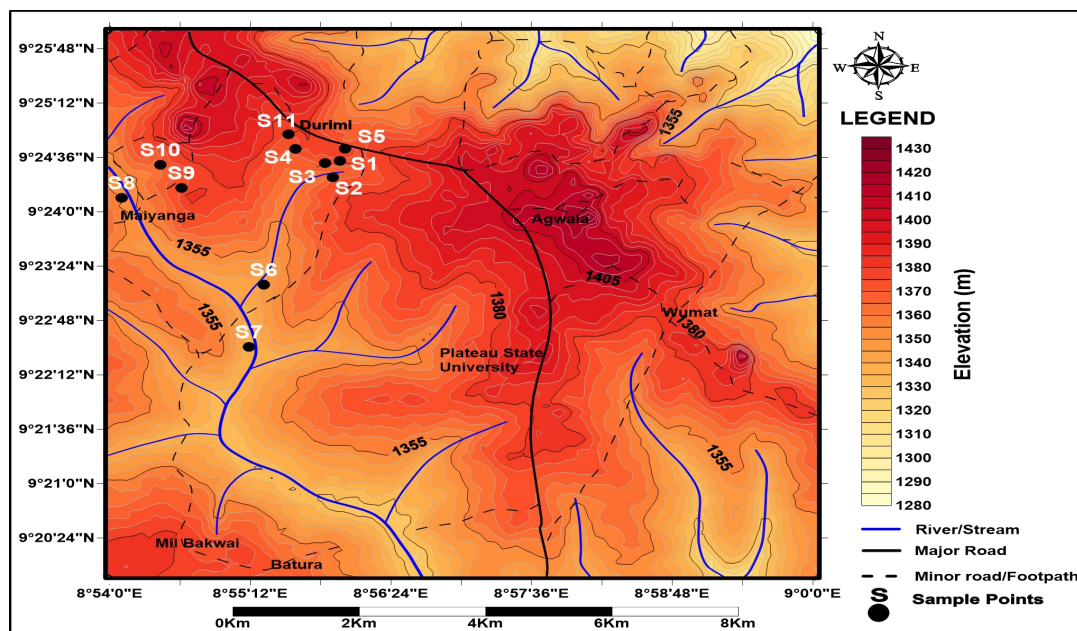 9°25'48"N
9°25'12"N
9°24'36"N
9°24'0"N
9°23'24"N
9°22'48"N
9°22'12"N
9°21'36"N
9°21'0"N
9°20'24"N
8°54'0"E
8°55'12"E
8°56'24"E
8°57'36"E
8°58'48"E
9°0'0"E
0Km
2Km
4Km
6Km
8Km
S11
Durimi
S5
S4
S1
S3
S2
S10
S9
S8
Maiyanga
1355
S6
1355
S7
1355
Agwaia
1405
1380
Wumat
1380
Plateau State
University
1355
1355
Mil Bakwai
Batura
N
W
E
S
LEGEND
1430
1420
1410
1400
1390
1380
1370
1360
1350
1340
1330
1320
1310
1300
1290
1280
Elevation (m)
River/Stream
Major Road
Minor road/Footpath
S
Sample Points